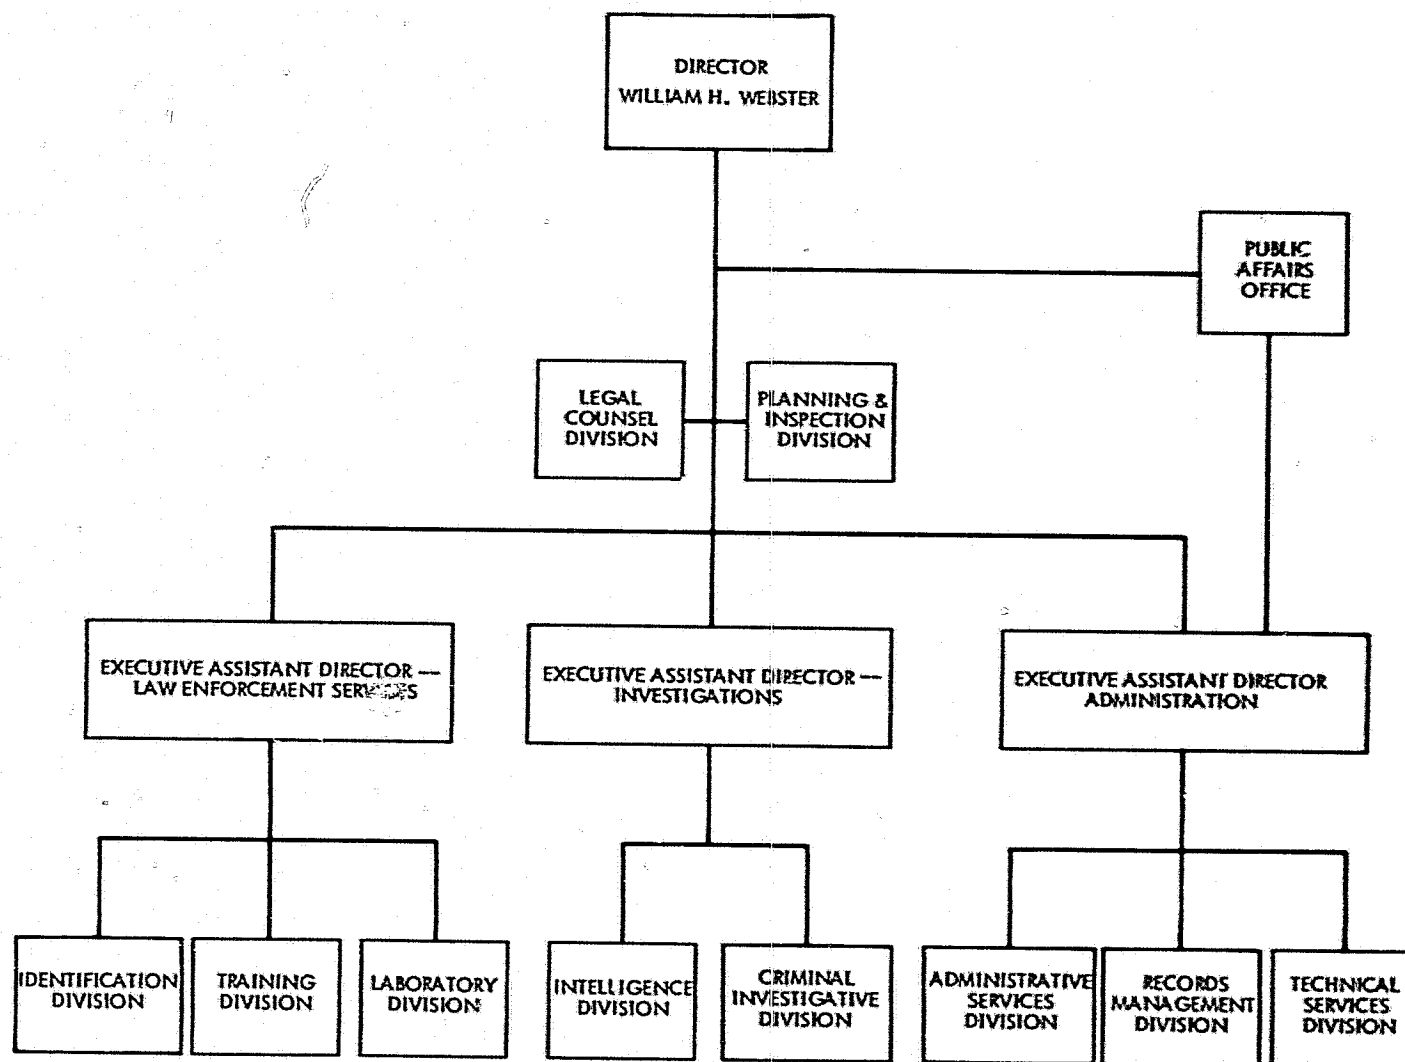 DIRECTOR
WILLIAM H. WEBSTER
PUBLIC
AFFAIRS
OFFICE
LEGAL
COUNSEL
DIVISION
PLANNING &
INSPECTION
DIVISION
EXECUTIVE ASSISTANT DIRECTOR —
LAW ENFORCEMENT SERVICES
EXECUTIVE ASSISTANT DIRECTOR —
INVESTIGATIONS
EXECUTIVE ASSISTANT DIRECTOR
ADMINISTRATION
IDENTIFICATION
DIVISION
TRAINING
DIVISION
LABORATORY
DIVISION
INTELLIGENCE
DIVISION
CRIMINAL
INVESTIGATIVE
DIVISION
ADMINISTRATIVE
SERVICES
DIVISION
RECORDS
MANAGEMENT
DIVISION
TECHNICAL
SERVICES
DIVISION